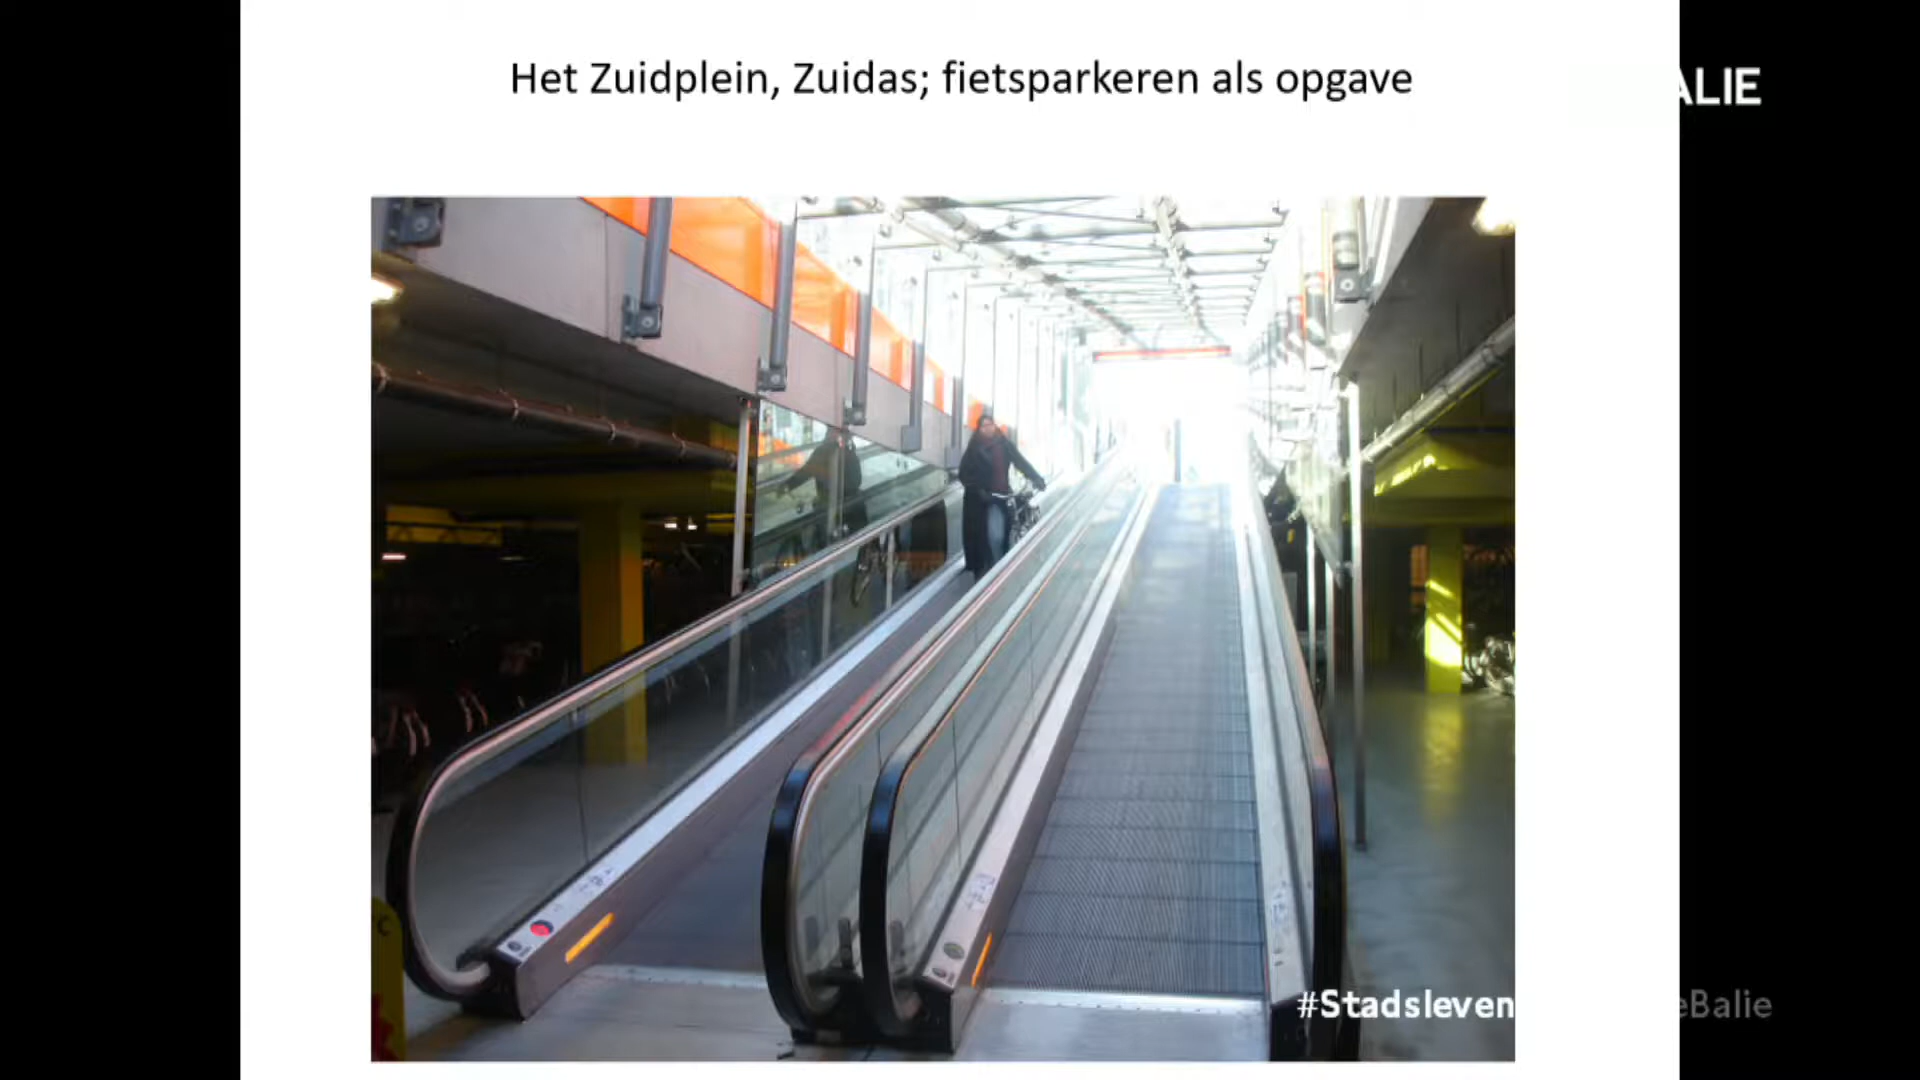 Het Zuidplein, Zuidas; fietsparkeren als opgave
ALIE
#Stadsleven
eBalie